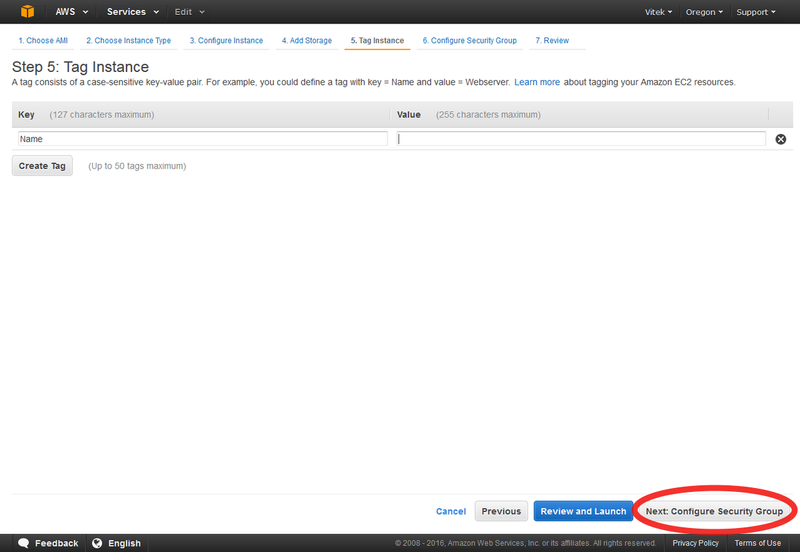 AWS Services Edit Vitek Oregon Support
1. Choose AMI 2. Choose Instance Type 3. Configure Instance 4. Add Storage 5. Tag Instance 6. Configure Security Group 7. Review
Step 5: Tag Instance
A tag consists of a case-sensitive key-value pair. For example, you could define a tag with key = Name and value = Webserver. Learn more about tagging your Amazon EC2 resources.
Key (127 characters maximum) Value (255 characters maximum)
Name
Create Tag (Up to 50 tags maximum)
Cancel Previous Review and Launch Next: Configure Security Group
Feedback English © 2008 - 2016, Amazon Web Services, Inc. or its affiliates. All rights reserved. Privacy Policy Terms of Use